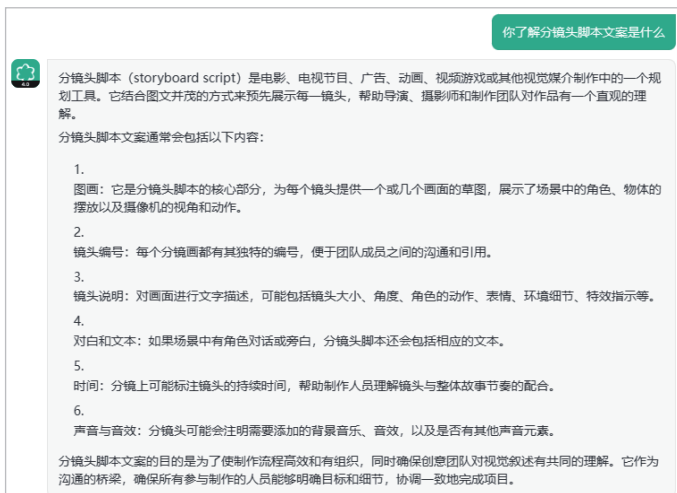 你了解分镜头脚本文案是什么
分镜头脚本（storyboard script）是电影、电视节目、广告、动画、视频游戏或其他视觉媒介制作中的一个规
划工具。它结合图文并茂的方式来预先展示每一镜头，帮助导演、摄影师和制作团队对作品有一个直观的理
解。
分镜头脚本文案通常会包括以下内容：
1.
图画：它是分镜头脚本的核心部分，为每个镜头提供一个或几个画面的草图，展示了场景中的角色、物体的
摆放以及摄像机的视角和动作。
2.
镜头编号：每个分镜画都有其独特的编号，便于团队成员之间的沟通和引用。
3.
镜头说明：对画面进行文字描述，可能包括镜头大小、角度、角色的动作、表情、环境细节、特效指示等。
4.
对白和文本：如果场景中有角色对话或旁白，分镜头脚本还会包括相应的文本。
5.
时间：分镜上可能标注镜头的持续时间，帮助制作人员理解镜头与整体故事节奏的配合。
6.
声音与音效：分镜头可能会注明需要添加的背景音乐、音效，以及是否有其他声音元素。
分镜头脚本文案的目的是为了使制作流程高效和有组织，同时确保创意团队对视觉叙述有共同的理解。它作为
沟通的桥梁，确保所有参与制作的人员能够明确目标和细节，协调一致地完成项目。